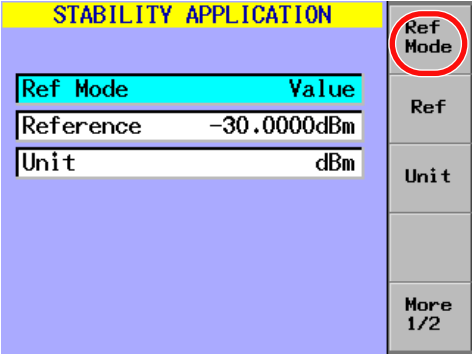 STABILITY APPLICATION
Ref Mode Value
Reference -30.0000dBm
Unit dBm
Ref
Mode
Ref
Unit
More
1/2